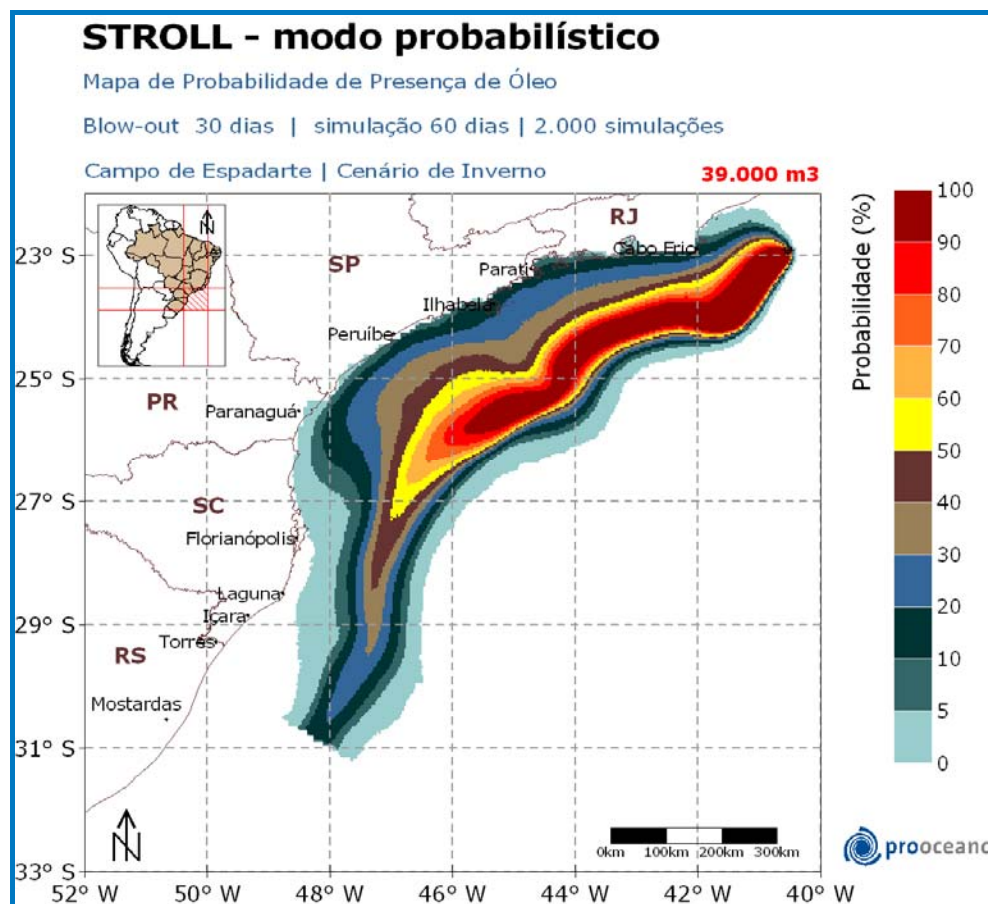 STROLL - modo probabilístico
Mapa de Probabilidade de Presença de Óleo
Blow-out 30 dias | simulação 60 dias | 2.000 simulações
Campo de Espadarte | Cenário de Inverno
39.000 m3
N
RJ
SP
Cabo Frio
Parati
Ilhabela
Peruíbe
PR
Paranaguá
SC
Florianópolis
Laguna
Içara
Torres
RS
Mostardas
N
0km 100km 200km 300km
23° S
25° S
27° S
29° S
31° S
33° S
52 W
50 W
48 W
46 W
44 W
42 W
40 W
Probabilidade (%)
100
90
80
70
60
50
40
30
20
10
5
0
prooceano